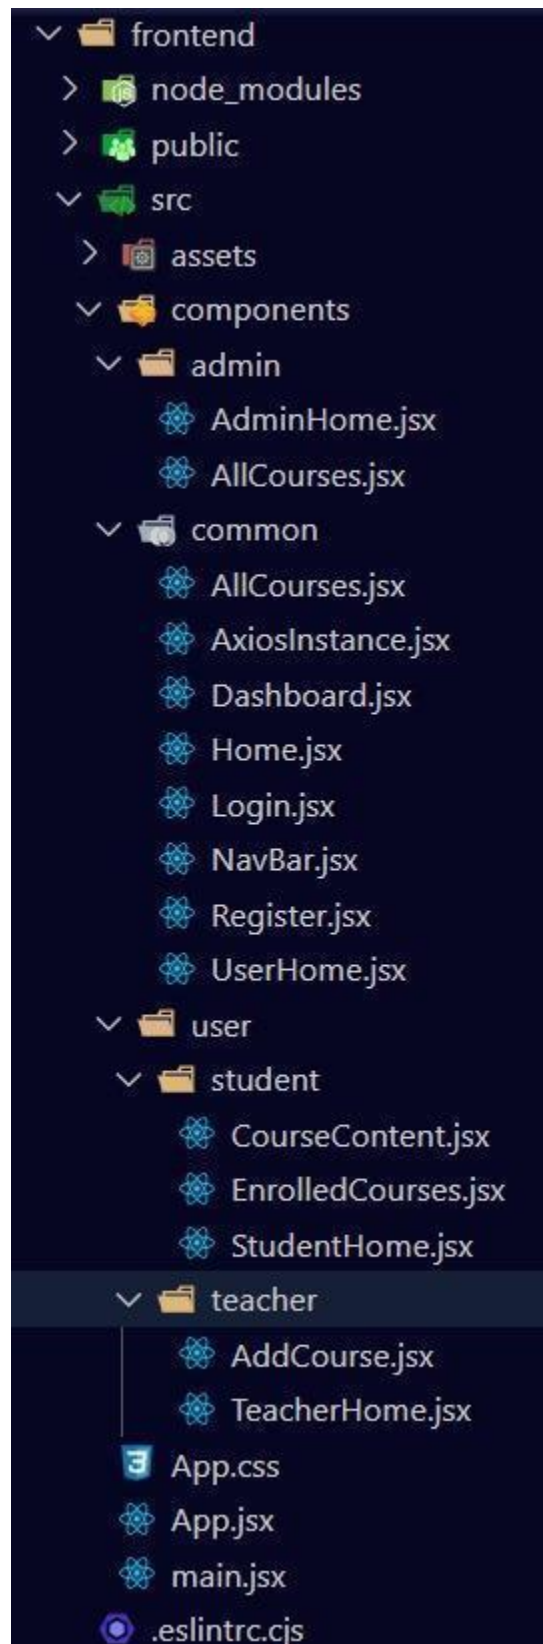 frontend
node_modules
public
src
assets
components
admin
AdminHome.jsx
AllCourses.jsx
common
AllCourses.jsx
AxiosInstance.jsx
Dashboard.jsx
Home.jsx
Login.jsx
NavBar.jsx
Register.jsx
UserHome.jsx
user
student
CourseContent.jsx
EnrolledCourses.jsx
StudentHome.jsx
teacher
AddCourse.jsx
TeacherHome.jsx
App.css
App.jsx
main.jsx
.eslintrc.cjs